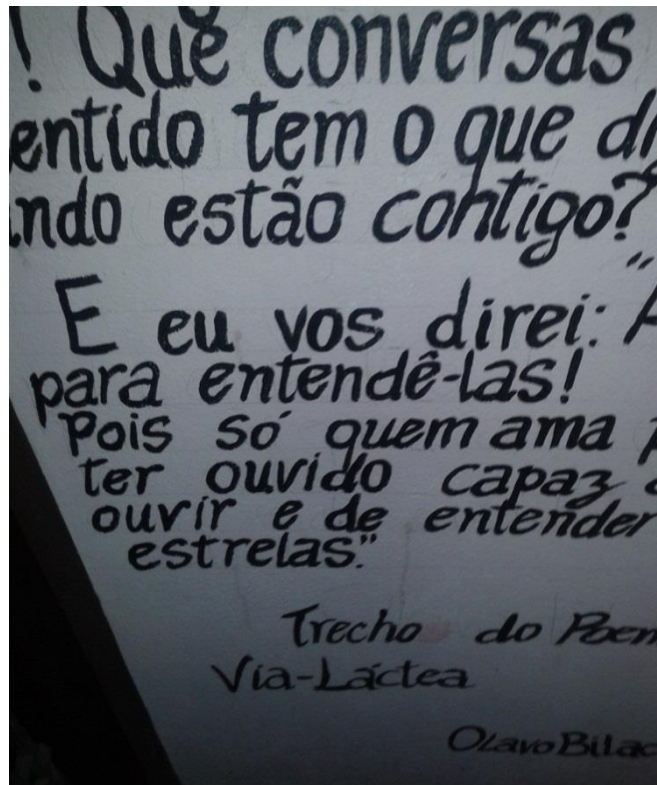 ! Que conversas
entido tem o que di
ndo estão contigo?
"
E eu vos direi: A
para entendê-las!
"Pois só quem ama p
ter ouvido capaz
ouvir e de entender
estrelas."
Trecho do Poem
Via-Láctea
Olavo Bilac